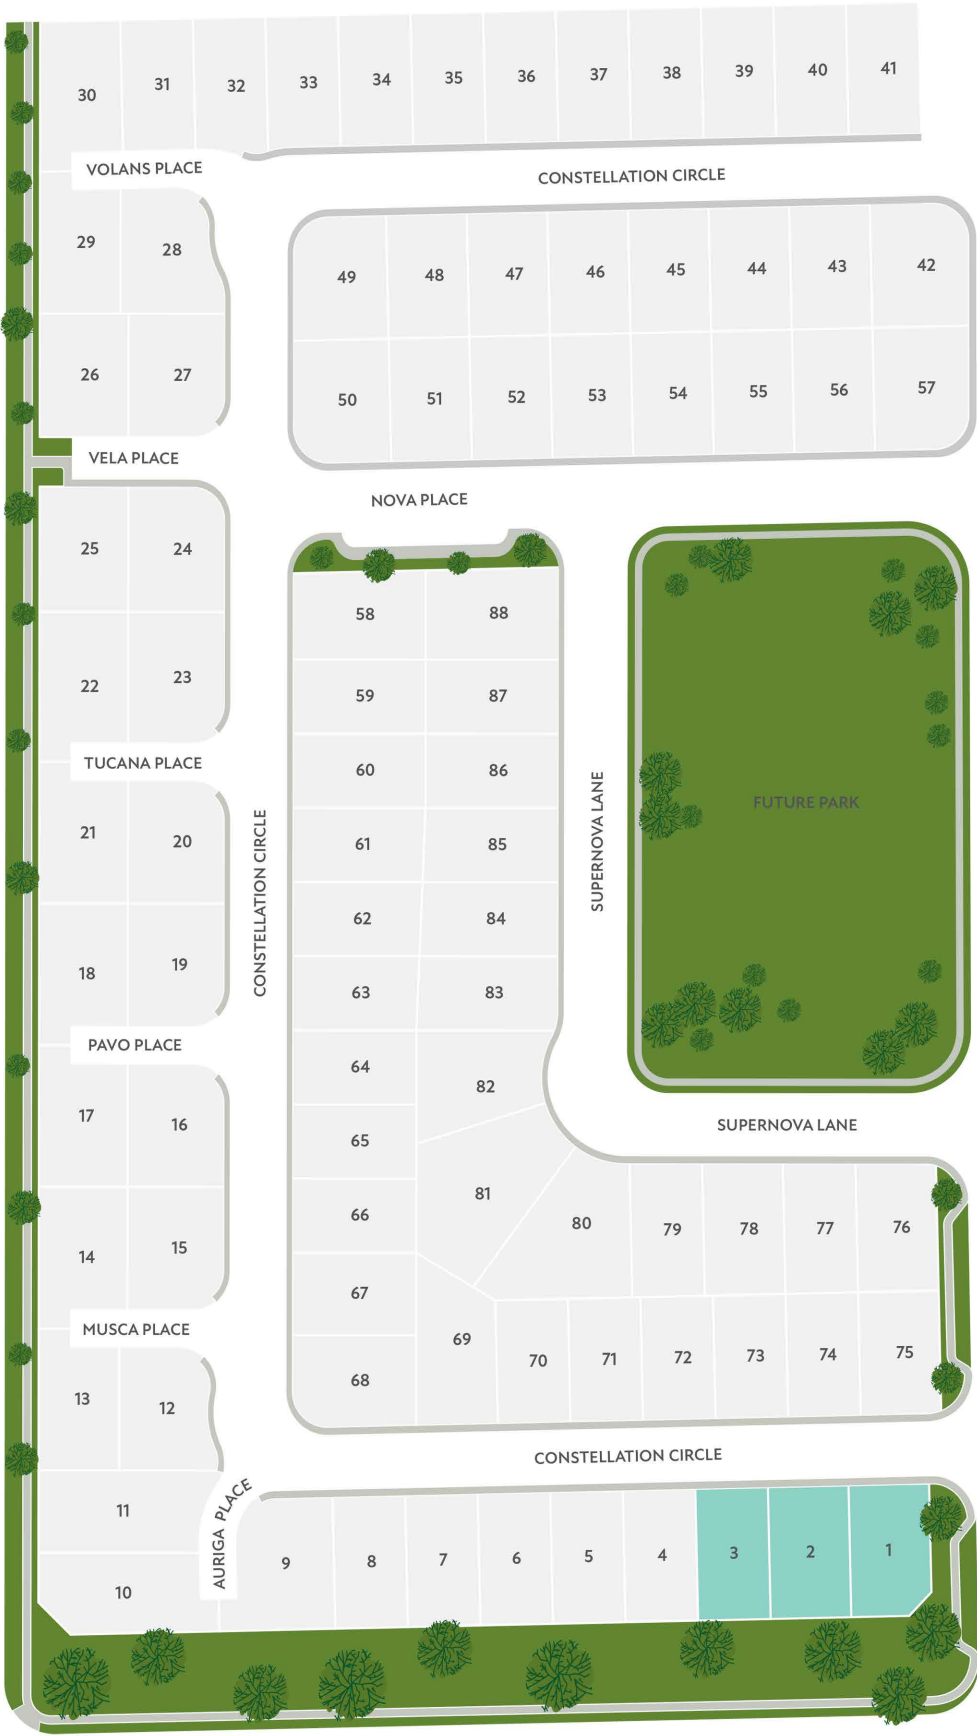 30 31 32 33 34 35 36 37 38 39 40 41
VOLANS PLACE
CONSTELLATION CIRCLE
29 28
49 48 47 46 45 44 43 42
26 27
50 51 52 53 54 55 56 57
VELA PLACE
NOVA PLACE
25 24
58 88
22 23
59 87
TUCANA PLACE
60 86
SUPERNOVA LANE
FUTURE PARK
21 20
61 85
CONSTELLATION CIRCLE
62 84
18 19
63 83
PAVO PLACE
64 82
17 16
65
SUPERNOVA LANE
66 81
80 79 78 77 76
14 15
67
MUSCA PLACE
69 70 71 72 73 74 75
68
13 12
CONSTELLATION CIRCLE
11
AURIGA PLACE
9 8 7 6 5 4 3 2 1
10